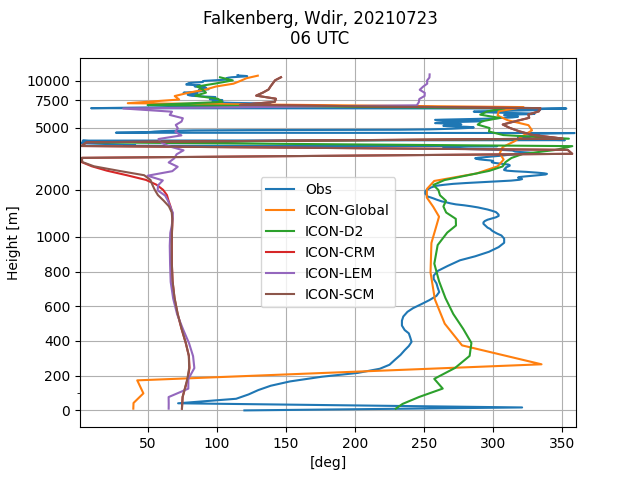 Falkenberg, Wdir, 20210723
06 UTC
Height [m]
10000
7500
5000
2000
1000
800
600
400
200
0
Obs
ICON-Global
ICON-D2
ICON-CRM
ICON-LEM
ICON-SCM
50 100 150 200 250 300 350
[deg]